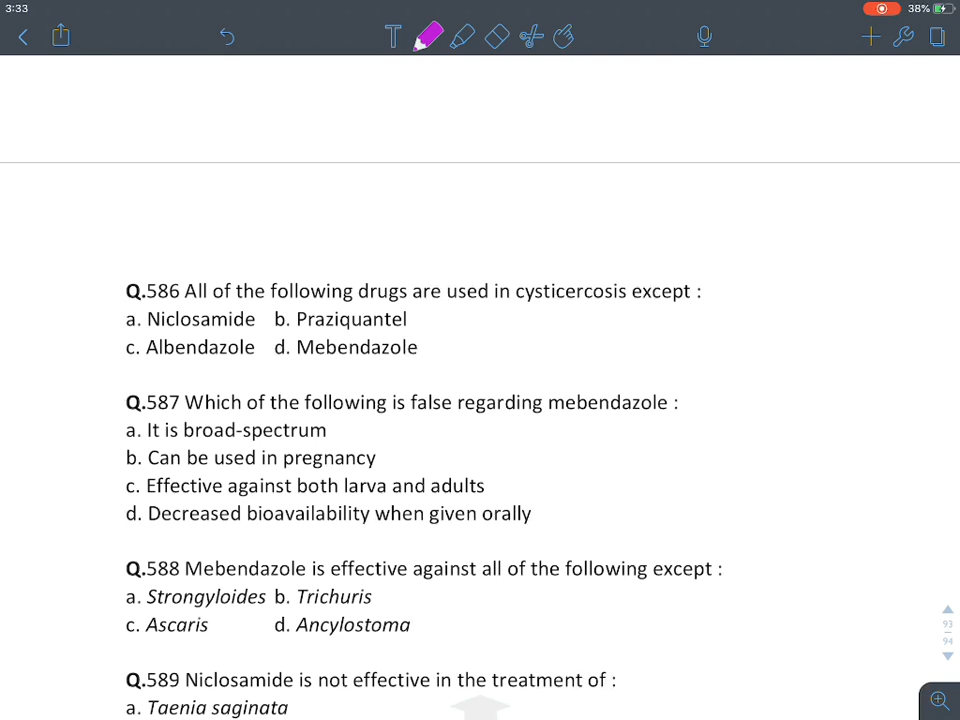 3:33
38%
T
Q.586 All of the following drugs are used in cysticercosis except :
a. Niclosamide b. Praziquantel
c. Albendazole d. Mebendazole
Q.587 Which of the following is false regarding mebendazole :
a. It is broad-spectrum
b. Can be used in pregnancy
c. Effective against both larva and adults
d. Decreased bioavailability when given orally
Q.588 Mebendazole is effective against all of the following except :
a. Strongyloides b. Trichuris
c. Ascaris d. Ancylostoma
93
94
Q.589 Niclosamide is not effective in the treatment of :
a. Taenia saginata